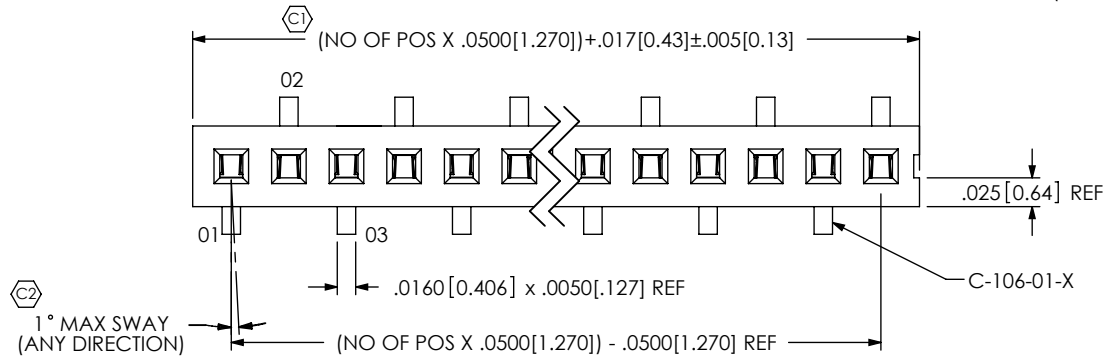 C1
(NO OF POS X .0500[1.270])+.017[0.43]±.005[0.13]
02
.025[0.64] REF
01
03
.0160[0.406] x .0050[.127] REF
C-106-01-X
C2
1° MAX SWAY
(ANY DIRECTION)
(NO OF POS X .0500[1.270]) - .0500[1.270] REF